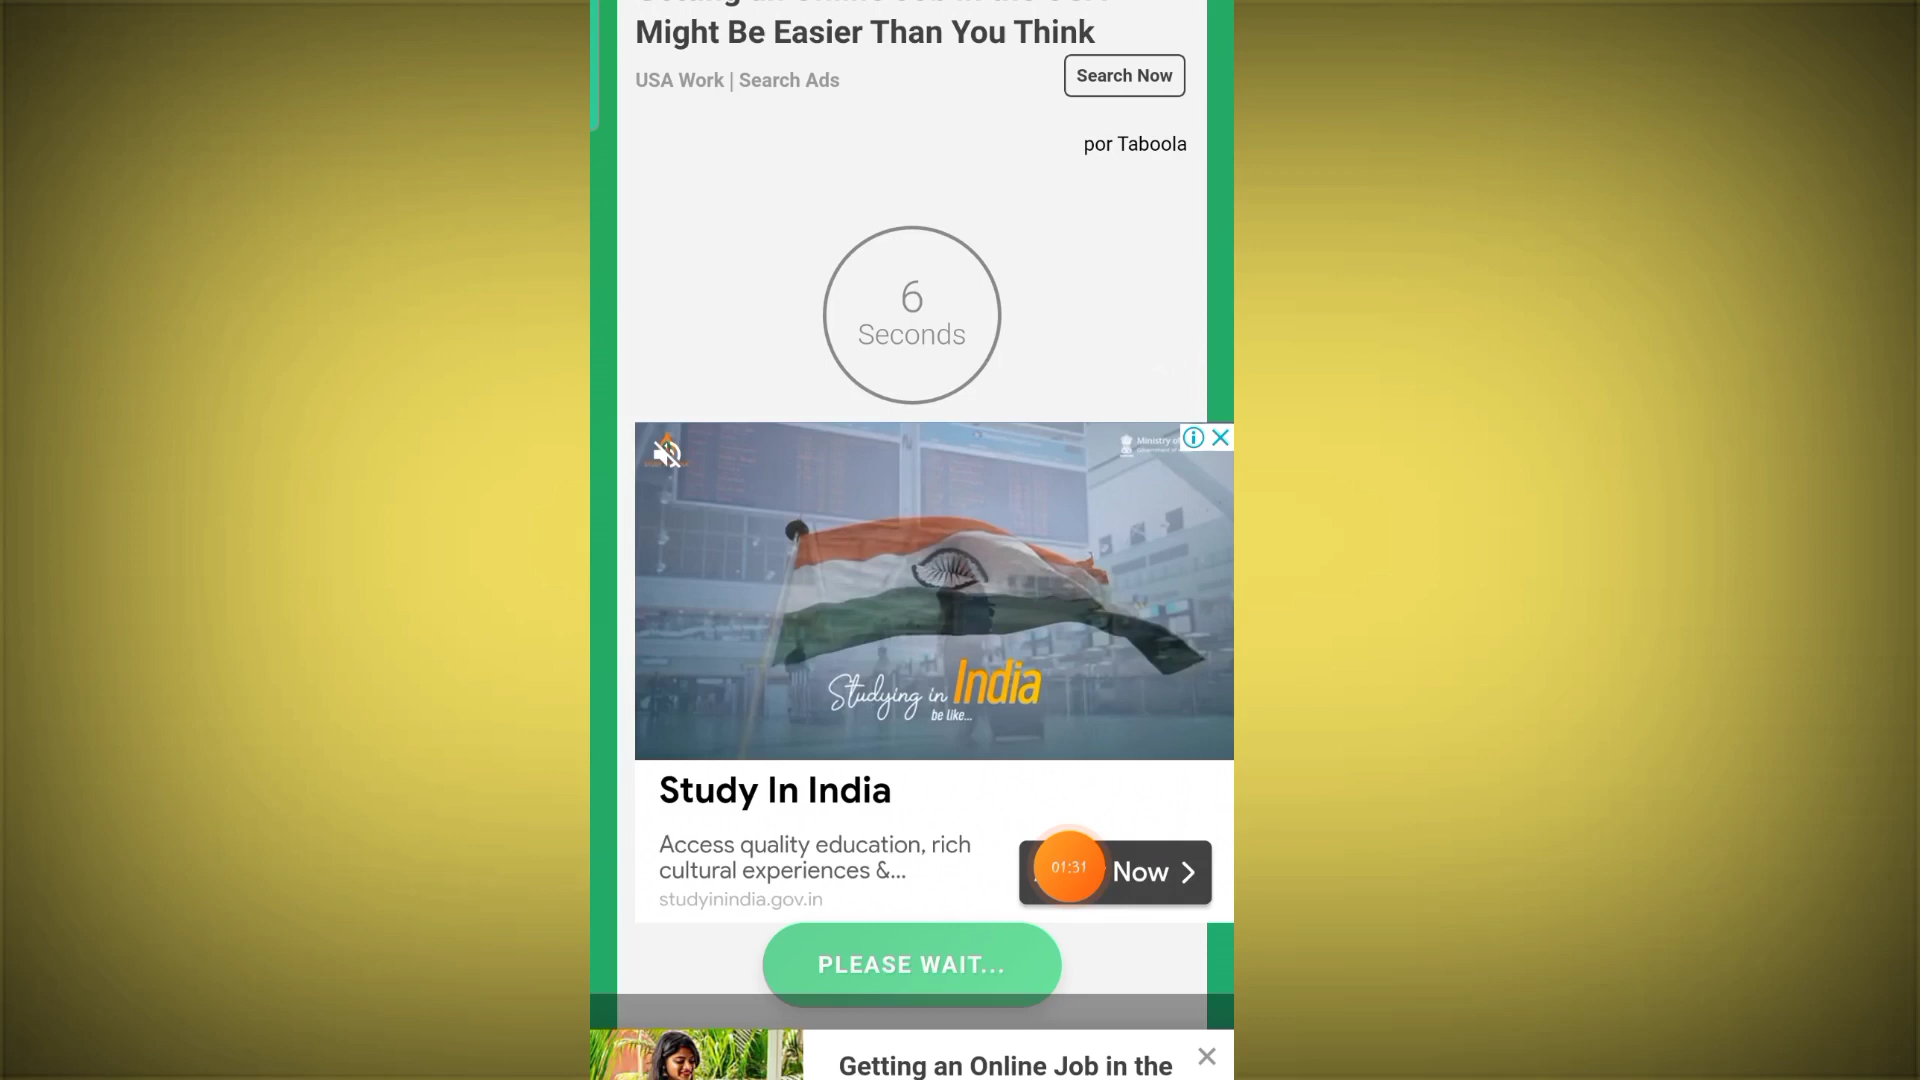 Might Be Easier Than You Think
USA Work | Search Ads
Search Now
por Taboola
6
Seconds
Ministry of
Studying in India
be like...
Study In India
Access quality education, rich
cultural experiences &...
studyinindia.gov.in
01:31
Now
PLEASE WAIT...
Getting an Online Job in the